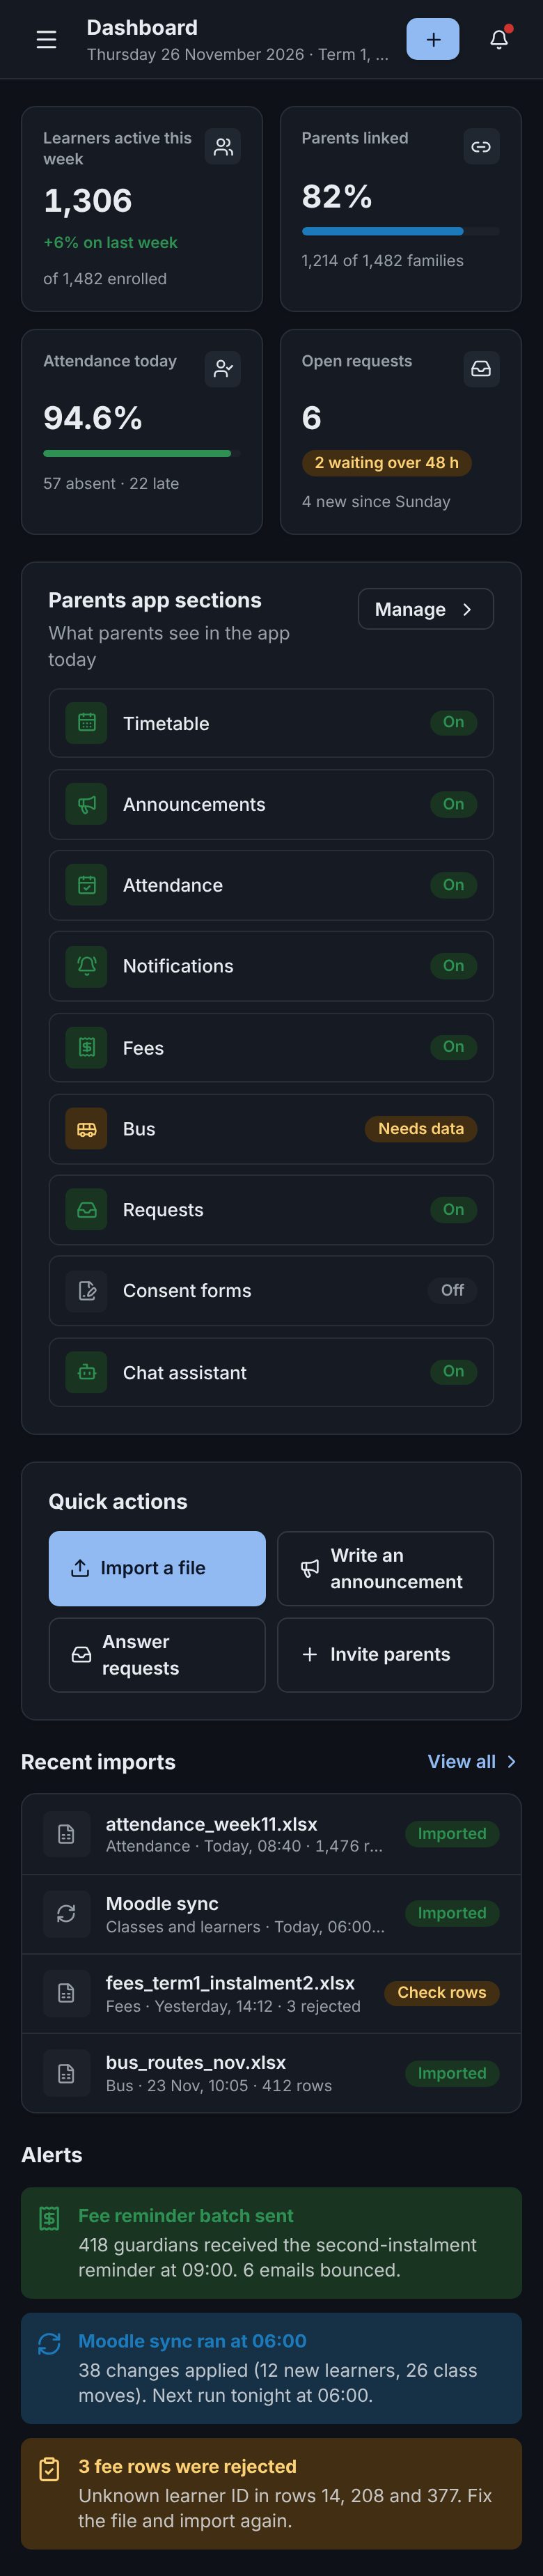 Dashboard
Thursday 26 November 2026 · Term 1, ...
Learners active this
week
1,306
+6% on last week
of 1,482 enrolled
Parents linked
82%
1,214 of 1,482 families
Attendance today
94.6%
57 absent · 22 late
Open requests
6
2 waiting over 48 h
4 new since Sunday
Parents app sections
Manage
What parents see in the app
today
Timetable
On
Announcements
On
Attendance
On
Notifications
On
Fees
On
Bus
Needs data
Requests
On
Consent forms
Off
Chat assistant
On
Quick actions
Import a file
Write an
announcement
Answer
requests
Invite parents
Recent imports
View all
attendance_week11.xlsx
Attendance · Today, 08:40 · 1,476 r...
Imported
Moodle sync
Classes and learners · Today, 06:00...
Imported
fees_term1_instalment2.xlsx
Fees · Yesterday, 14:12 · 3 rejected
Check rows
bus_routes_nov.xlsx
Bus · 23 Nov, 10:05 · 412 rows
Imported
Alerts
Fee reminder batch sent
418 guardians received the second-instalment
reminder at 09:00. 6 emails bounced.
Moodle sync ran at 06:00
38 changes applied (12 new learners, 26 class
moves). Next run tonight at 06:00.
3 fee rows were rejected
Unknown learner ID in rows 14, 208 and 377. Fix
the file and import again.